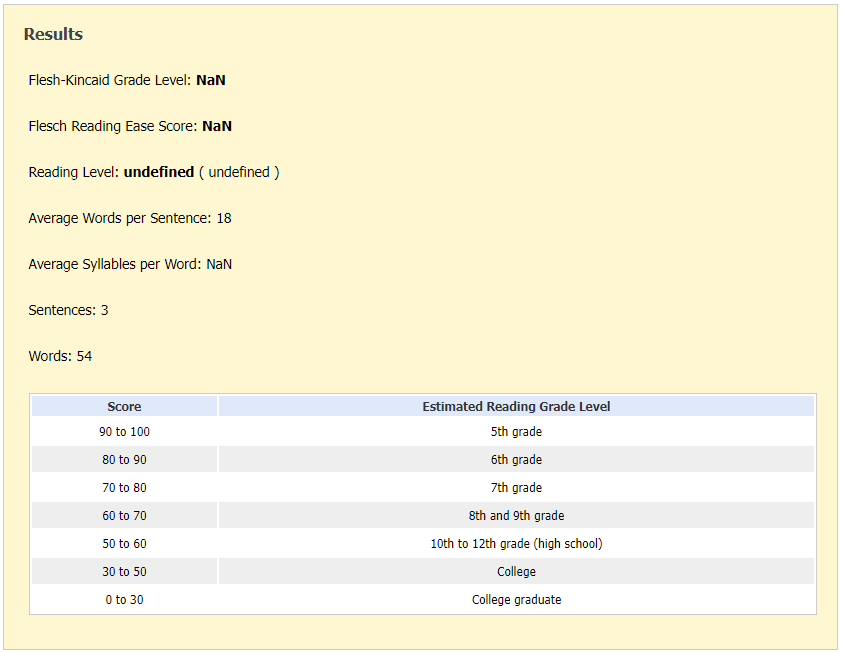 Results
Flesh-Kincaid Grade Level: NaN
Flesch Reading Ease Score: NaN
Reading Level: undefined ( undefined )
Average Words per Sentence: 18
Average Syllables per Word: NaN
Sentences: 3
Words: 54
Score Estimated Reading Grade Level
90 to 100 5th grade
80 to 90 6th grade
70 to 80 7th grade
60 to 70 8th and 9th grade
50 to 60 10th to 12th grade (high school)
30 to 50 College
0 to 30 College graduate